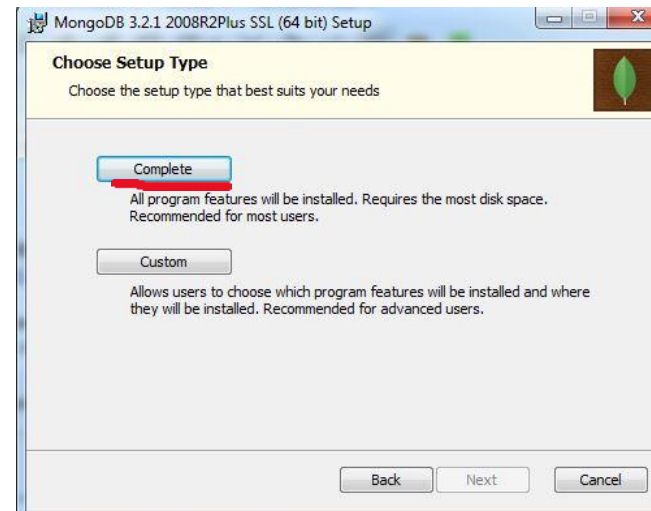 MongoDB 3.2.1 2008R2Plus SSL (64 bit) Setup
Choose Setup Type
Choose the setup type that best suits your needs
Complete
All program features will be installed. Requires the most disk space.
Recommended for most users.
Custom
Allows users to choose which program features will be installed and where
they will be installed. Recommended for advanced users.
Back Next Cancel